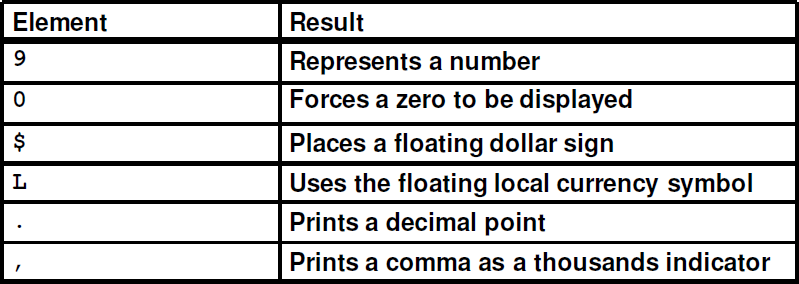 Element Result
9 Represents a number
0 Forces a zero to be displayed
$ Places a floating dollar sign
L Uses the floating local currency symbol
. Prints a decimal point
, Prints a comma as a thousands indicator